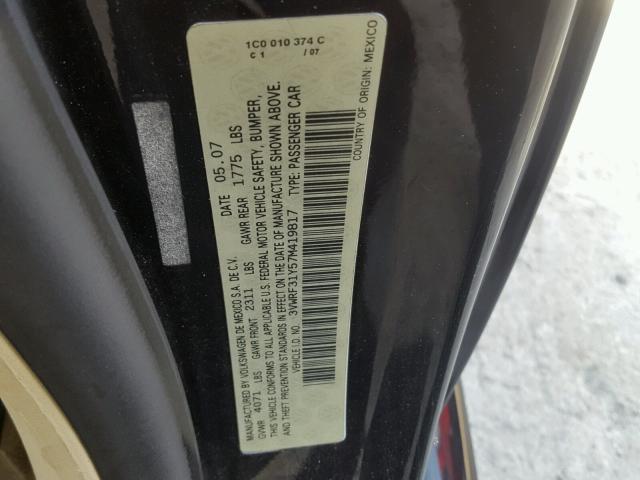 MANUFACTURED BY VOLKSWAGEN DE MEXICO S.A. DE C.V. DATE 05.07
GVWR 4071 LBS GAWR FRONT 2311 LBS GAWR REAR 1775 LBS
THIS VEHICLE CONFORMS TO ALL APPLICABLE U.S. FEDERAL MOTOR VEHICLE SAFETY, BUMPER,
AND THEFT PREVENTION STANDARDS IN EFFECT ON THE DATE OF MANUFACTURE SHOWN ABOVE.
VEHICLE I.D. NO. 3VWRF31Y57M419817 TYPE: PASSENGER CAR
COUNTRY OF ORIGIN: MEXICO
1C0 010 374 C
C 1 / 07